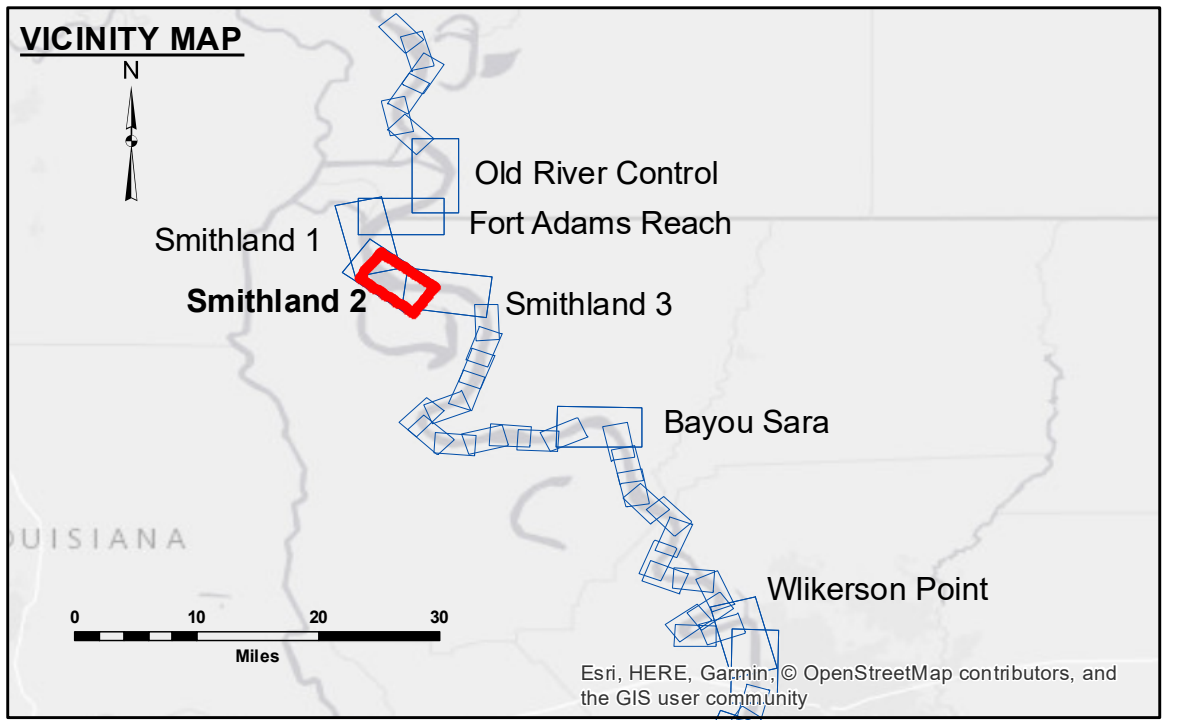 VICINITY MAP
N
Old River Control
Fort Adams Reach
Smithland 1
Smithland 2
Smithland 3
Bayou Sara
OUISIANA
Wlikerson Point
0 10 20 30
Miles
Esri, HERE, Garmin, © OpenStreetMap contributors, and
the GIS user community